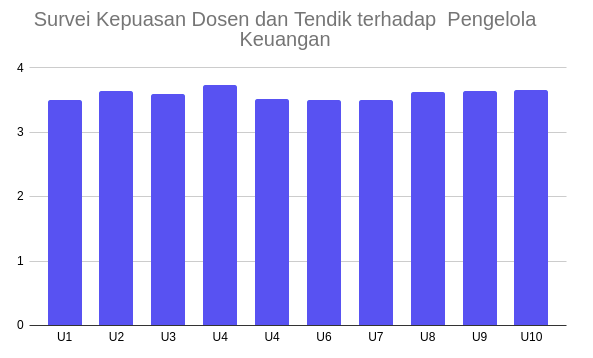 Survei Kepuasan Dosen dan Tendik terhadap  Pengelola
Keuangan
4
3
2
1
0
U1 U2 U3 U4 U4 U6 U7 U8 U9 U10